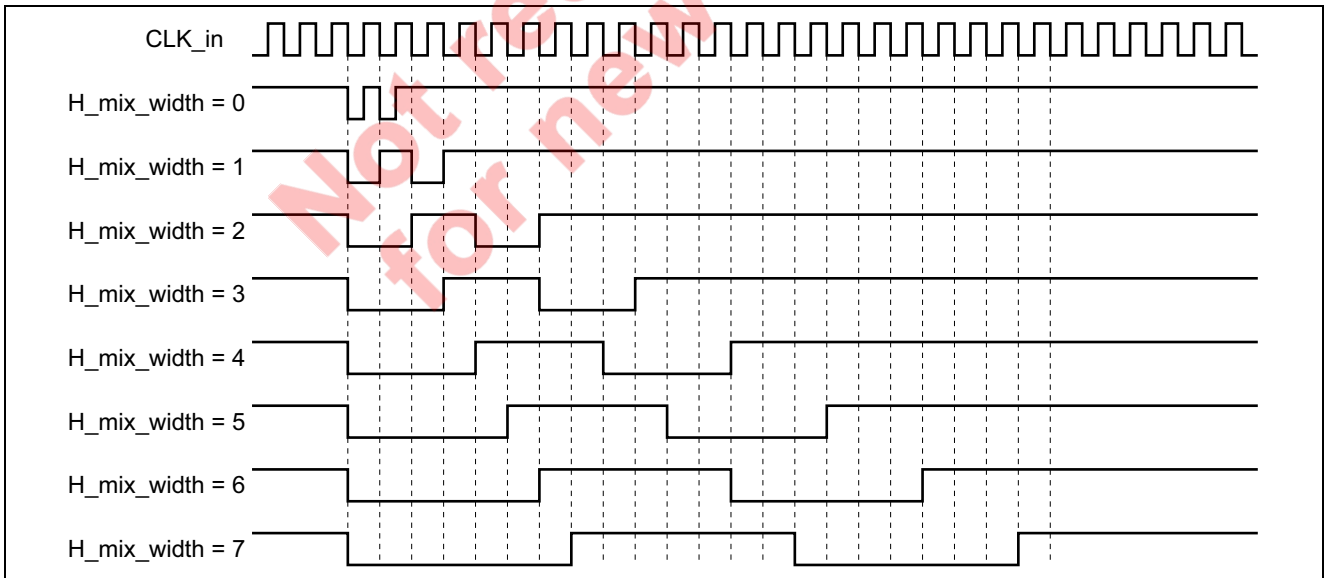 CLK_in
H_mix_width = 0
H_mix_width = 1
H_mix_width = 2
H_mix_width = 3
H_mix_width = 4
H_mix_width = 5
H_mix_width = 6
H_mix_width = 7
Not
for new